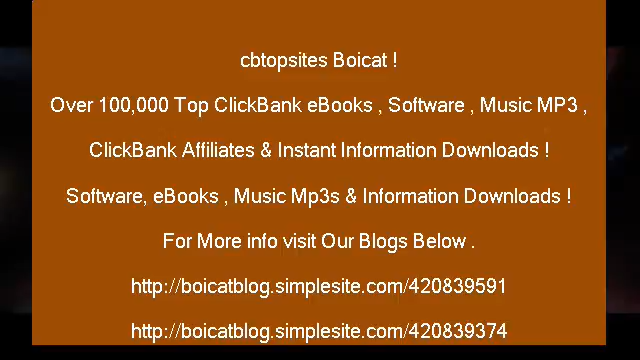 cbtopsites Boicat !
Over 100,000 Top ClickBank eBooks , Software , Music MP3 ,
ClickBank Affiliates & Instant Information Downloads !
Software, eBooks , Music Mp3s & Information Downloads !
For More info visit Our Blogs Below .
http://boicatblog.simplesite.com/420839591
http://boicatblog.simplesite.com/420839374